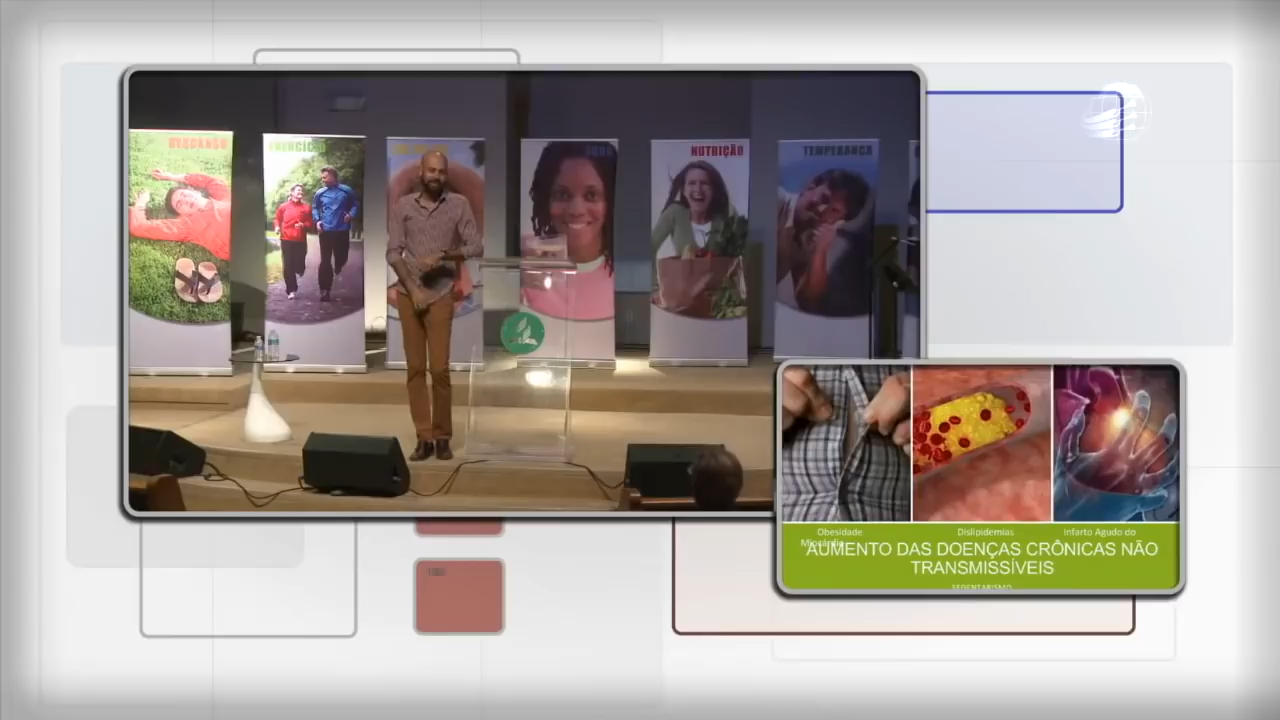 DESCANSO
EXERCÍCIO
NUTRIÇÃO
TEMPERANÇA
Obesidade
Dislipidemias
Infarto Agudo do
AUMENTO DAS DOENÇAS CRÔNICAS NÃO
TRANSMISSÍVEIS
SEDENTARISMO